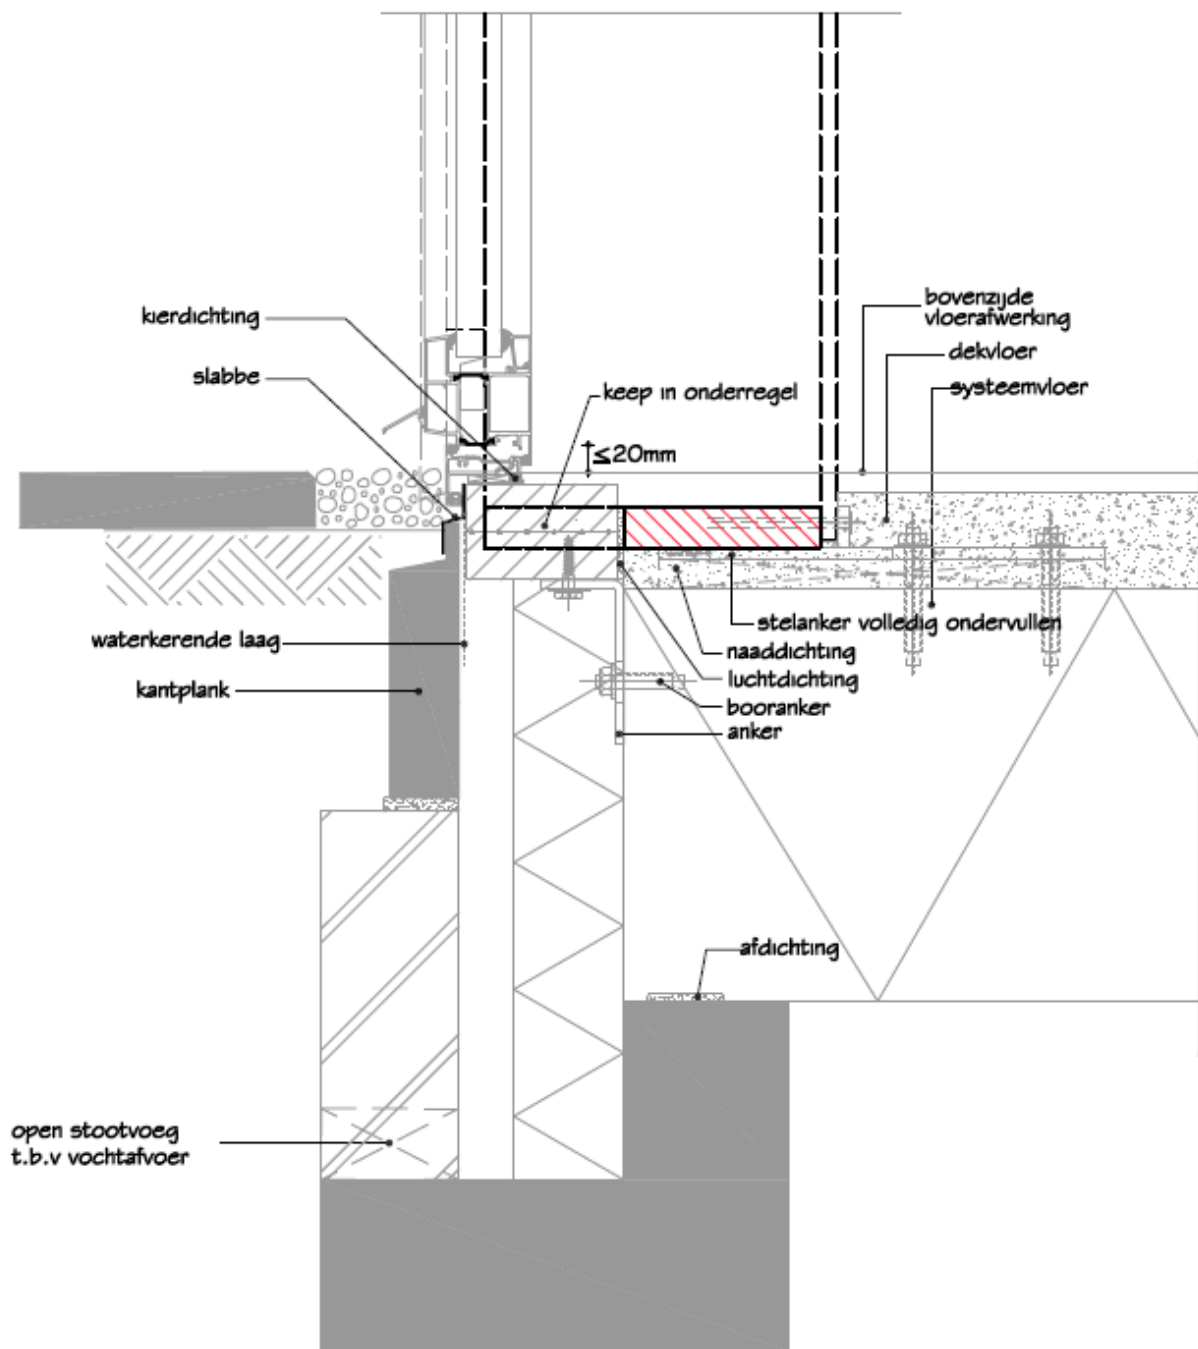 bovenzijde
vloerafwerking
kierdichting
dekvloer
slabbe
systeemvloer
keep in onderregel
≤20mm
stelanker volledig ondervullen
waterkerende laag
naaddichting
luchtdichting
kantplank
booranker
anker
afdichting
open stootvoeg
t.b.v vochtafvoer